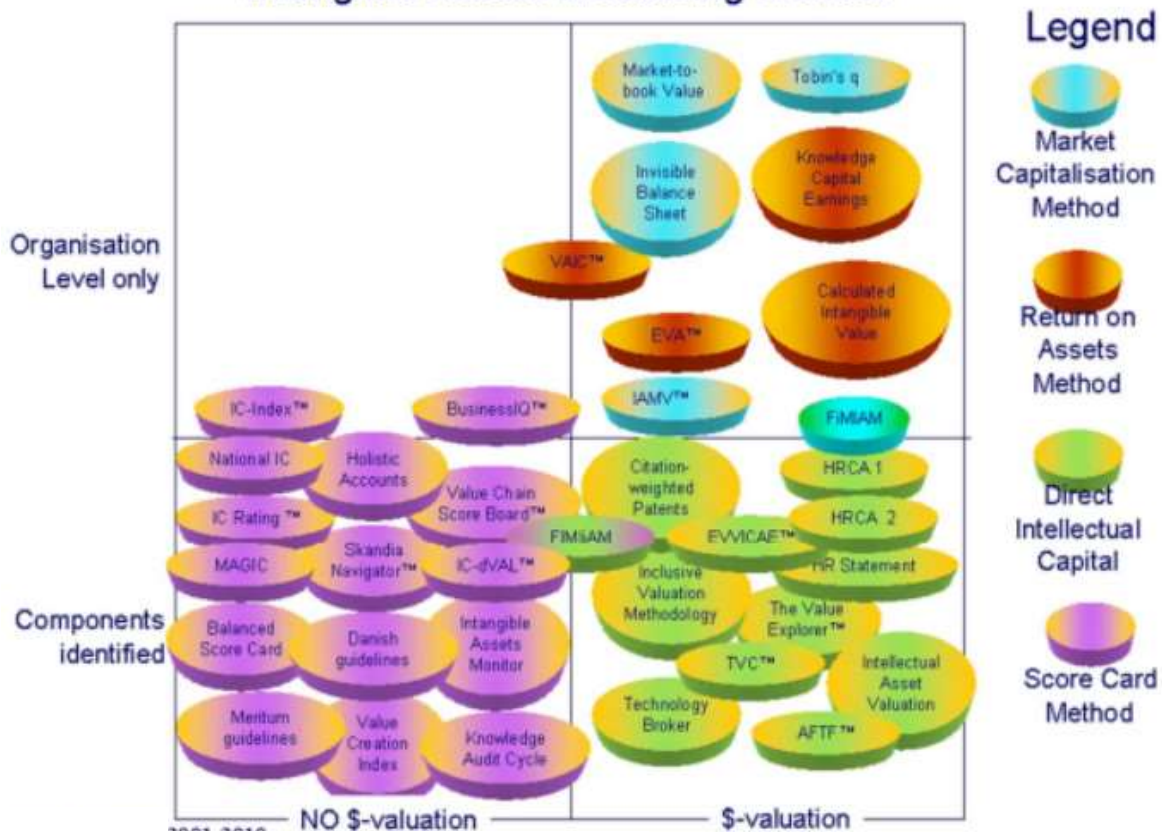 Legend
Market-to-
book Value
Tobin's q
Market
Capitalisation
Method
Invisible
Balance
Sheet
Knowledge
Capital
Earnings
Organisation
Level only
VAIC™
Calculated
Intangible
Value
EVA™
Return on
Assets
Method
IC-Index™
BusinessIQ™
IAMV™
FiMIAM
National IC
Holistic
Accounts
Citation-
weighted
Patents
HRCA 1
Value Chain
Score Board™
IC Rating ™
HRCA 2
Direct
Intellectual
Capital
FIMIAM
EVVICAE™
MAGIC
Skandia
Navigator™
IC-dVAL™
HR Statement
Inclusive
Valuation
Methodology
The Value
Explorer™
Components
identified
Balanced
Score Card
Danish
guidelines
Intangible
Assets
Monitor
TVC™
Intellectual
Asset
Valuation
Score Card
Method
Meritum
guidelines
Value
Creation
Index
Knowledge
Audit Cycle
Technology
Broker
AFTF™
NO $-valuation
$-valuation